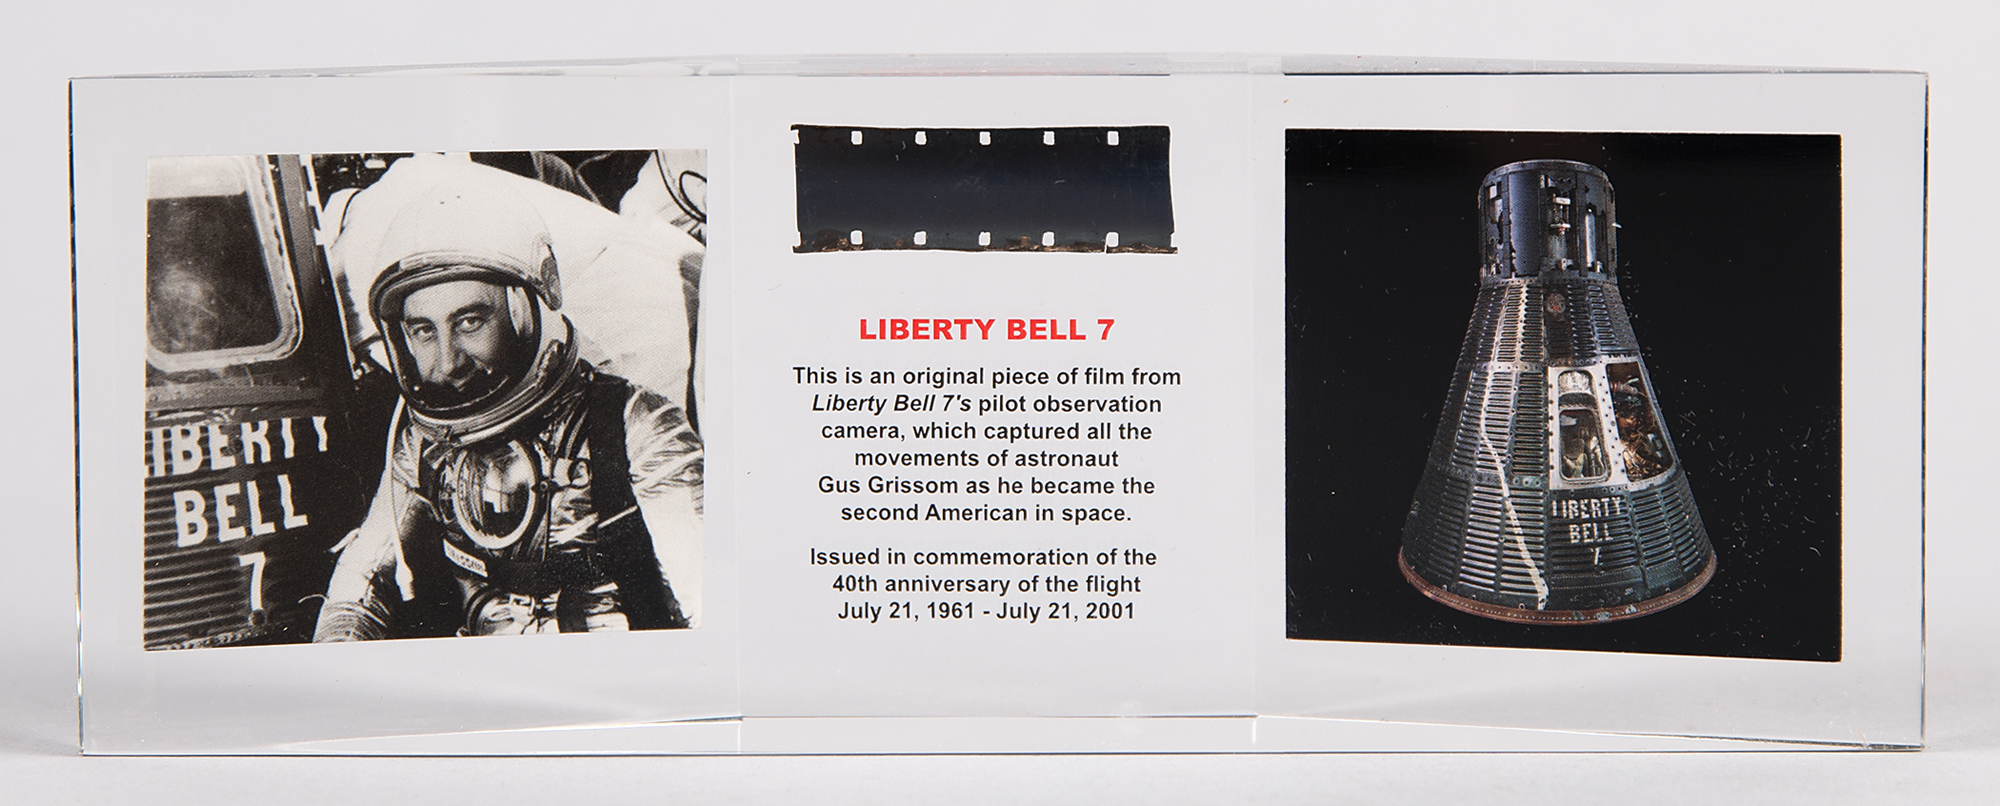 IBERTY
BELL
7
LIBERTY BELL 7
This is an original piece of film from
Liberty Bell 7's pilot observation
camera, which captured all the
movements of astronaut
Gus Grissom as he became the
second American in space.
Issued in commemoration of the
40th anniversary of the flight
July 21, 1961 - July 21, 2001
LIBERTY
BELL
7